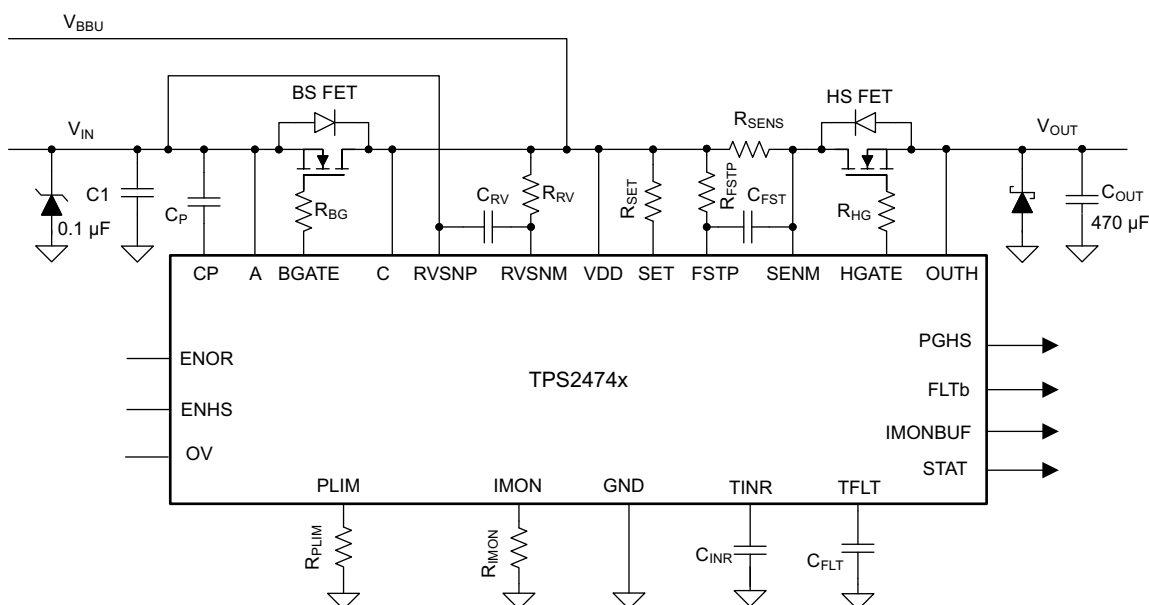 VBBU
BS FET
HS FET
VIN
RSENS
VOUT
C1
CP
RBG
CRV
RRV
RSET
RFSTP
CFST
RHG
COUT
0.1 µF
470 µF
CP
A
BGATE
C
RVSNP
RVSNM
VDD
SET
FSTP
SENM
HGATE
OUTH
ENOR
PGHS
TPS2474x
FLTb
ENHS
IMONBUF
OV
STAT
PLIM
IMON
GND
TINR
TFLT
RPLIM
RIMON
CINR
CFLT